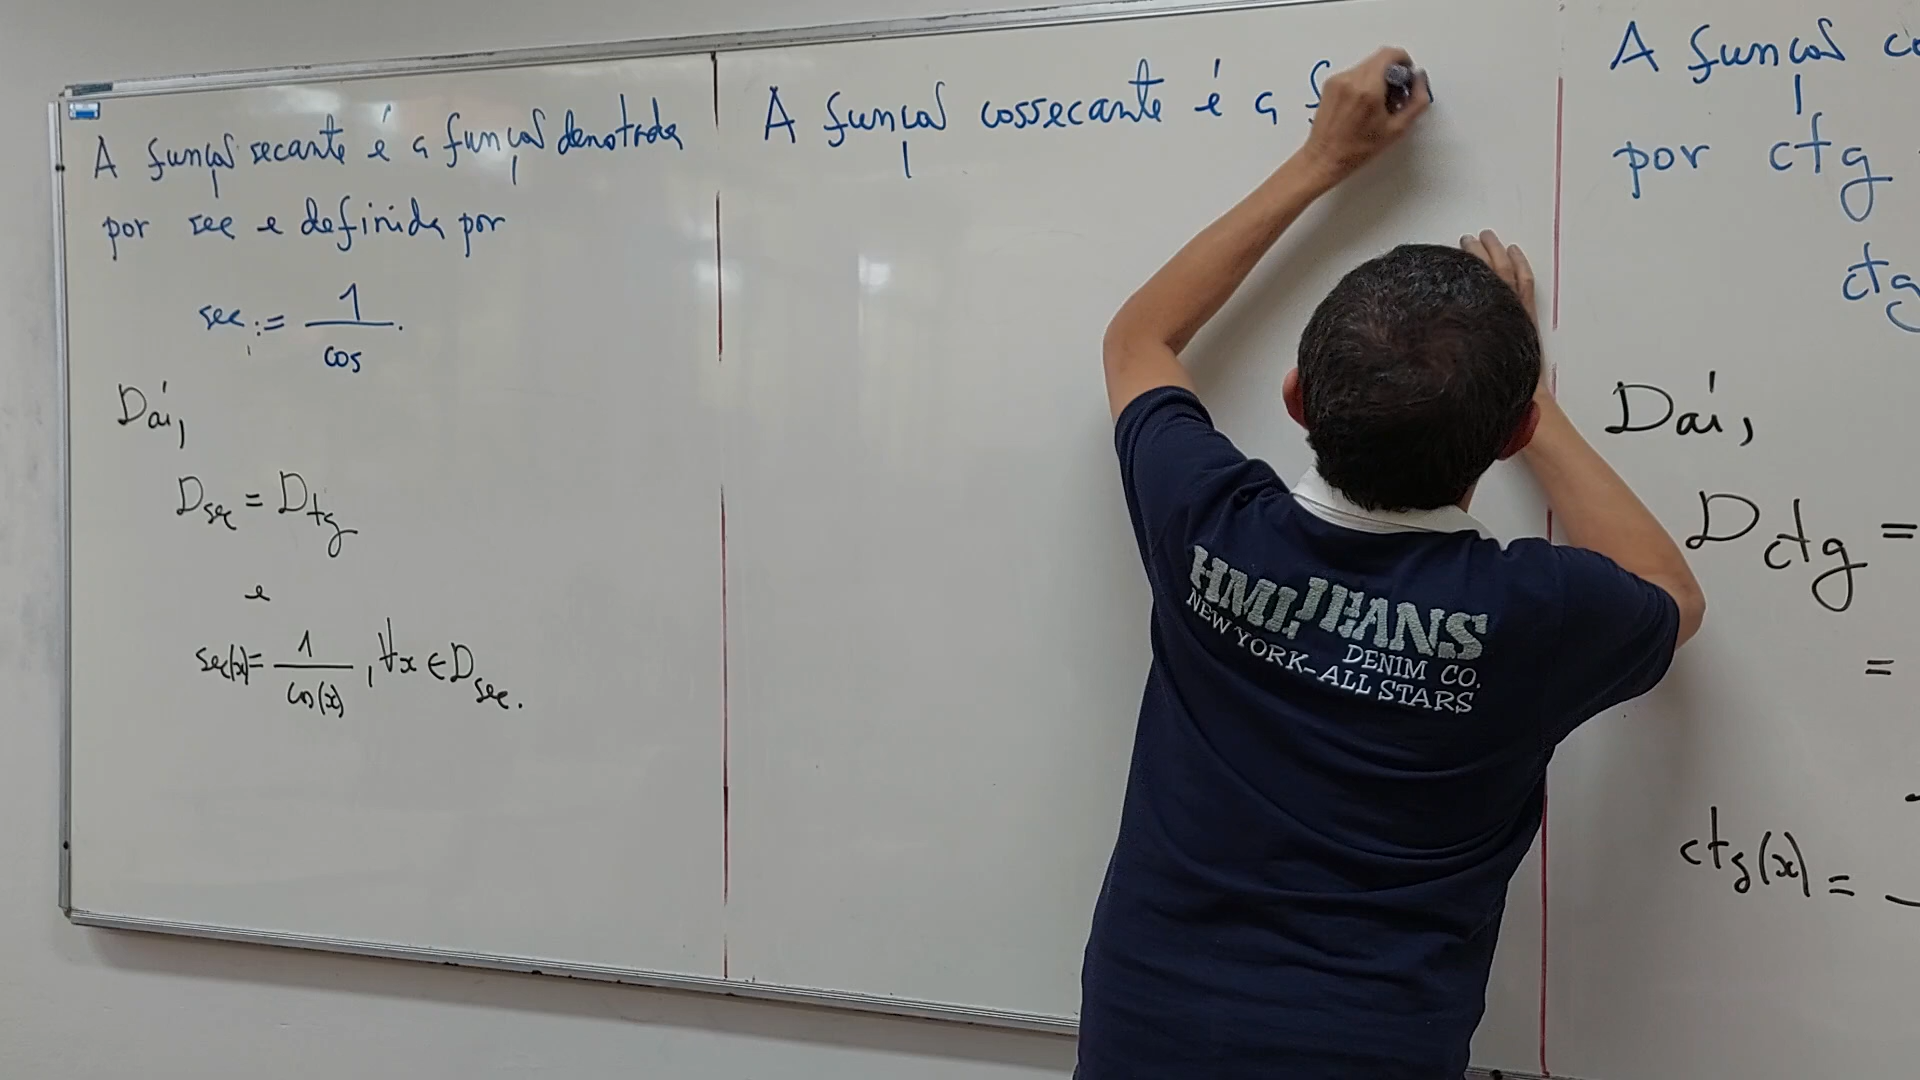 A função secante é a função denotada
por sec e definida por
sec := 1/cos.
Daí,
D_sec = D_tg
e
sec(x) = 1/cos(x), ∀x ∈ D_sec.
A função cossecante é a
A função
por ctg
ctg
Daí,
D_ctg =
=
ctg(x) =
HML JEANS
DENIM CO.
NEW YORK-ALL STARS